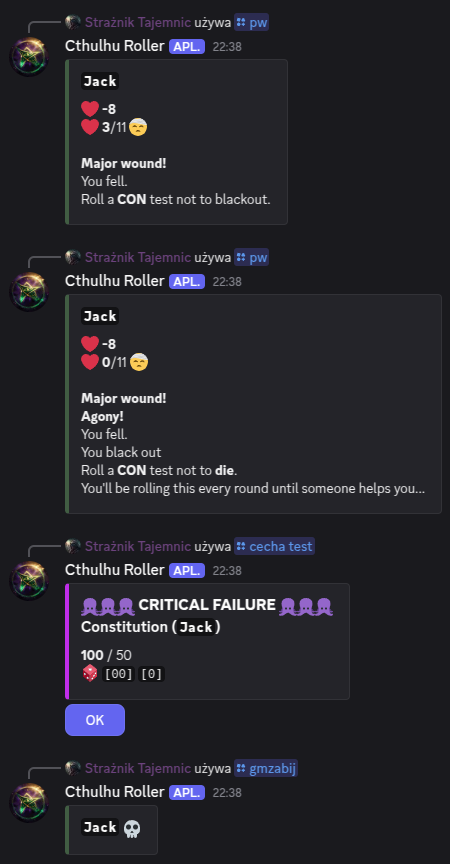 Strażnik Tajemnic używa pw
Cthulhu Roller APL. 22:38
Jack
-8
3/11
Major wound!
You fell.
Roll a CON test not to blackout.
Strażnik Tajemnic używa pw
Cthulhu Roller APL. 22:38
Jack
-8
0/11
Major wound!
Agony!
You fell.
You black out
Roll a CON test not to die.
You'll be rolling this every round until someone helps you...
Strażnik Tajemnic używa cecha test
Cthulhu Roller APL. 22:38
CRITICAL FAILURE
Constitution (Jack)
100 / 50
[00] [0]
OK
Strażnik Tajemnic używa gmzabij
Cthulhu Roller APL. 22:38
Jack